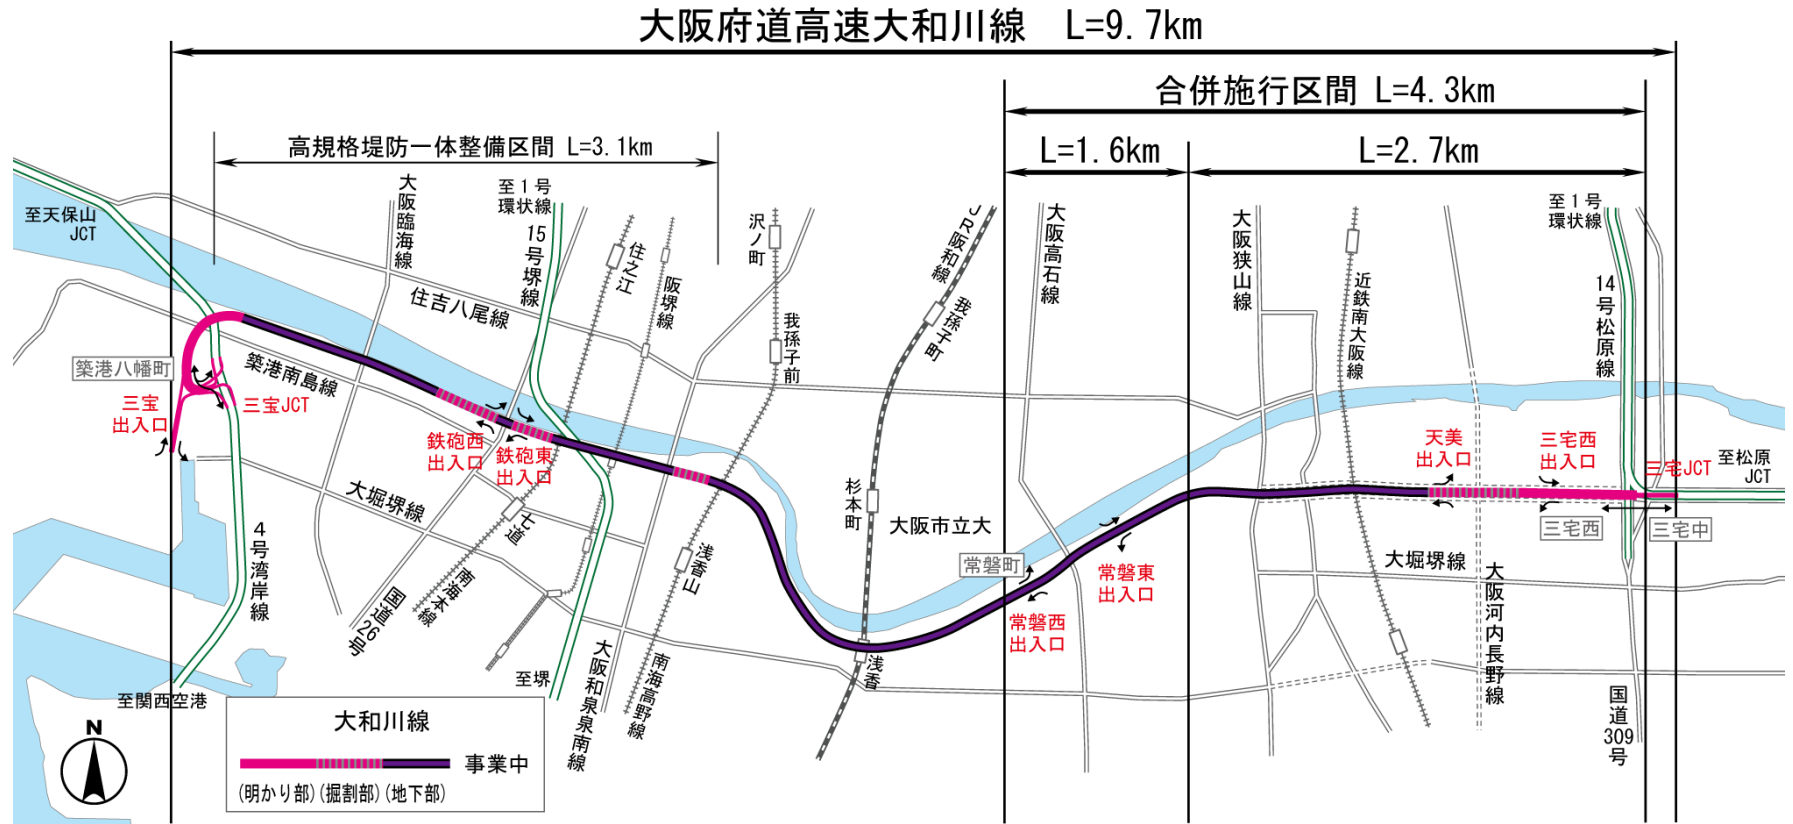 大阪府道高速大和川線 L=9.7km
合併施行区間 L=4.3km
高規格堤防一体整備区間 L=3.1km
L=1.6km
L=2.7km
至天保山
JCT
大阪臨海線
至1号
環状線
15号堺線
住之江
阪堺線
沢ノ町
我孫子前
JR阪和線
我孫子町
大阪高石線
大阪狭山線
近鉄南大阪線
至1号
環状線
14号松原線
住吉八尾線
築港八幡町
築港南島線
三宝
出入口
三宝JCT
鉄砲西
出入口
鉄砲東
出入口
大堀堺線
七道
4号湾岸線
国道26号
南海本線
浅香山
杉本町
大阪市立大
常磐町
常磐西
出入口
常磐東
出入口
天美
出入口
三宅西
出入口
三宅JCT
至松原
JCT
三宅西
三宅中
大堀堺線
大阪河内長野線
国道309号
至関西空港
至堺
大阪和泉泉南線
南海高野線
浅香
N
大和川線
事業中
(明かり部)(掘割部)(地下部)